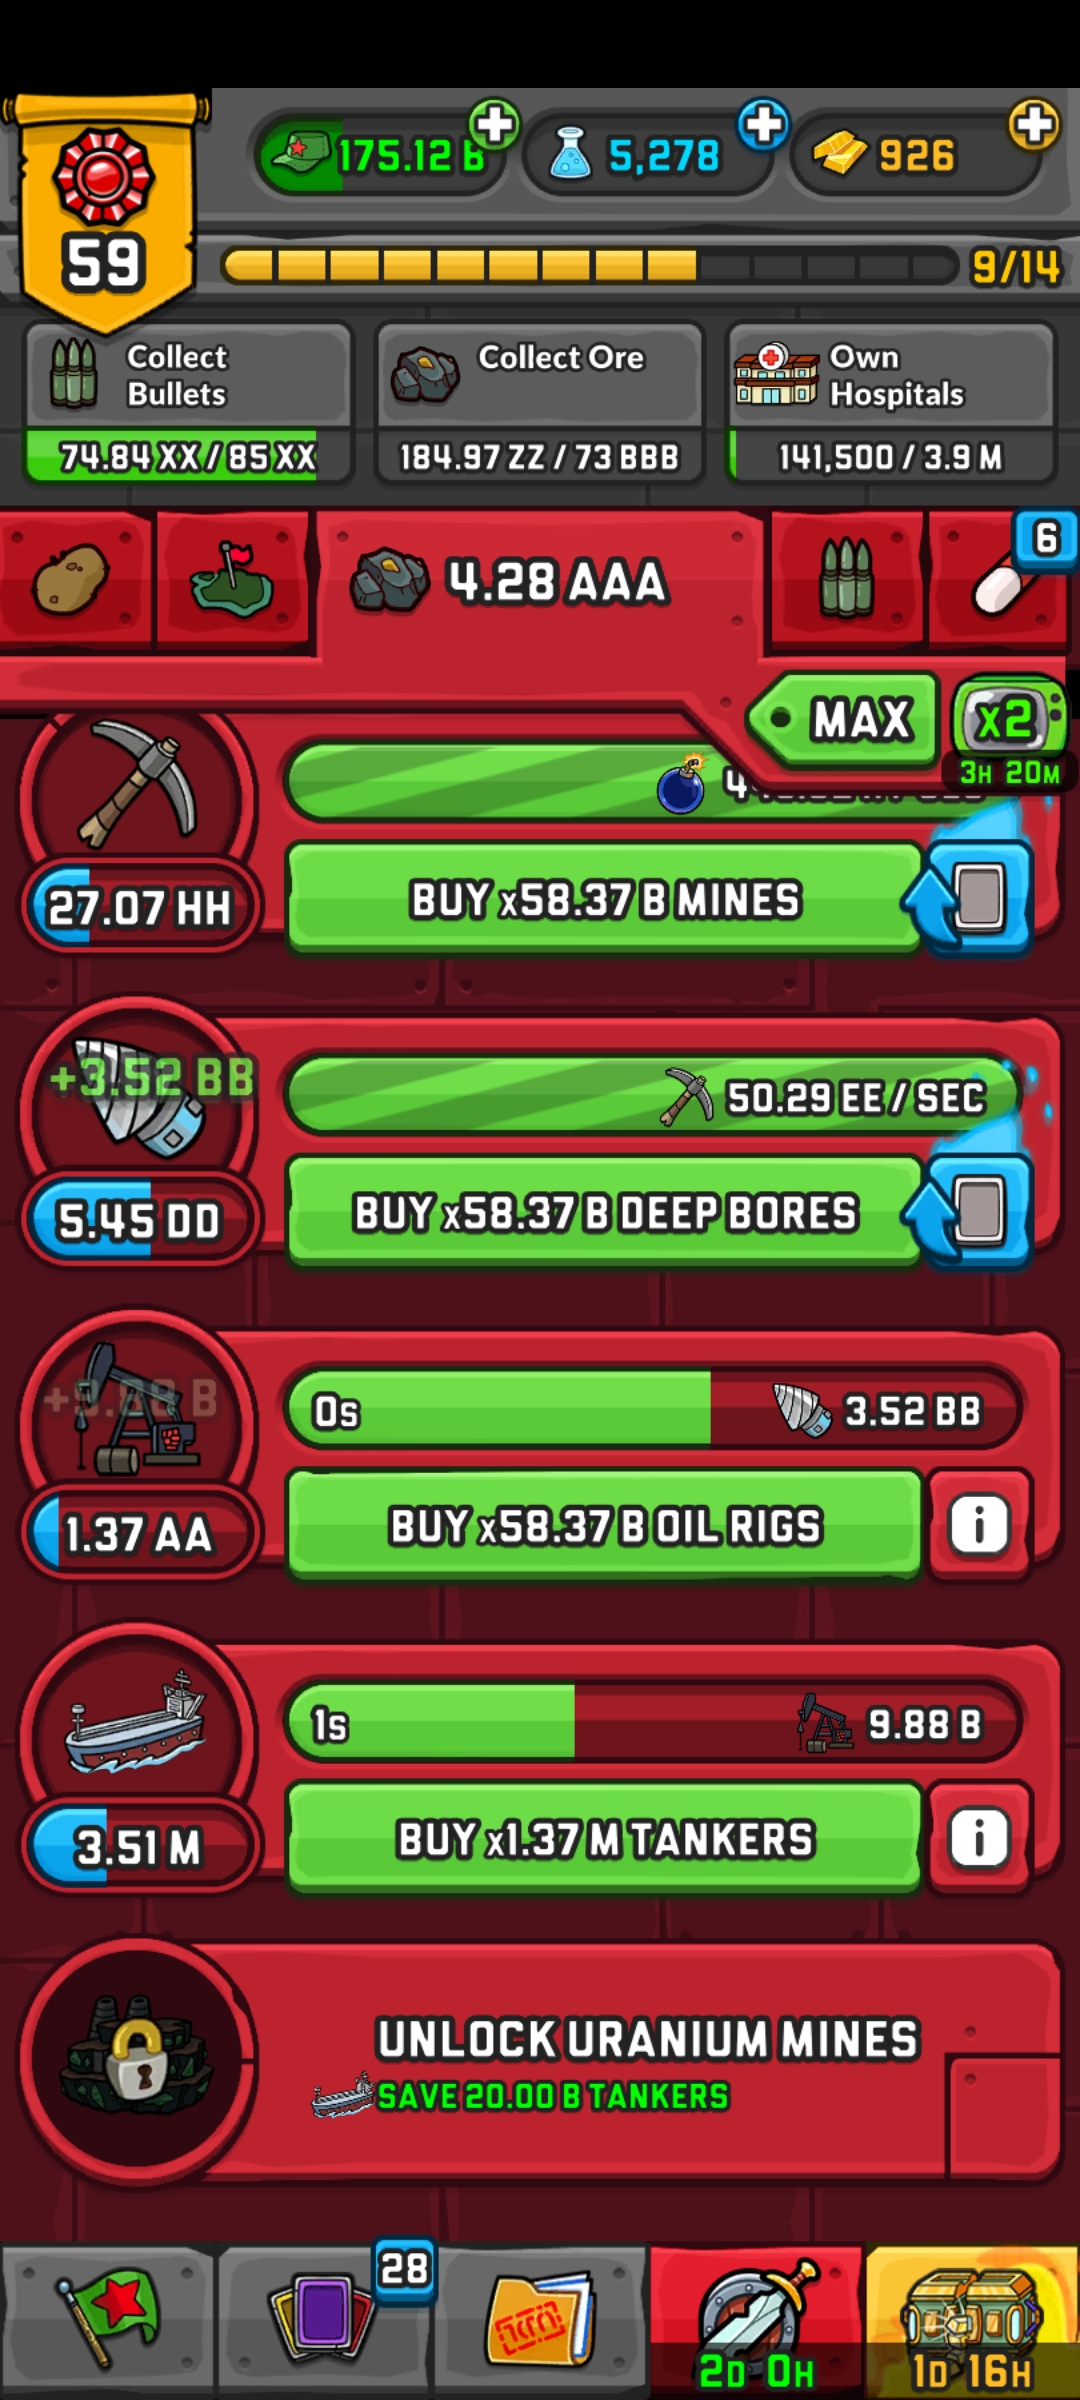 175.12 B
5,278
926
59
9/14
Collect
Bullets
74.84 XX / 85 XX
Collect Ore
184.97 ZZ / 73 BBB
Own
Hospitals
141,500 / 3.9 M
6
4.28 AAA
MAX
x2
3H 20M
27.07 HH
BUY x58.37 B MINES
+3.52 BB
50.29 EE / SEC
5.45 DD
BUY x58.37 B DEEP BORES
+9.88 B
0s
3.52 BB
1.37 AA
BUY x58.37 B OIL RIGS
i
1s
9.88 B
3.51 M
BUY x1.37 M TANKERS
i
UNLOCK URANIUM MINES
SAVE 20.00 B TANKERS
28
2D 0H
1D 16H